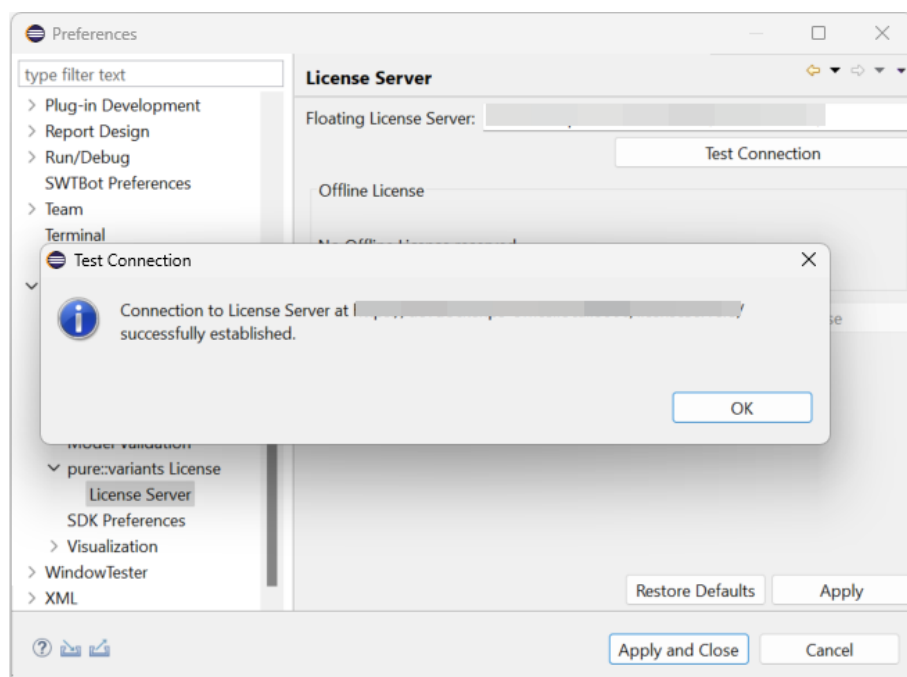 Preferences
type filter text
License Server
Plug-in Development
Report Design
Run/Debug
SWTBot Preferences
Team
Terminal
Floating License Server:
Test Connection
Offline License
Test Connection
Connection to License Server at
successfully established.
OK
Model Validation
pure::variants License
License Server
SDK Preferences
Visualization
WindowTester
XML
Restore Defaults
Apply
Apply and Close
Cancel